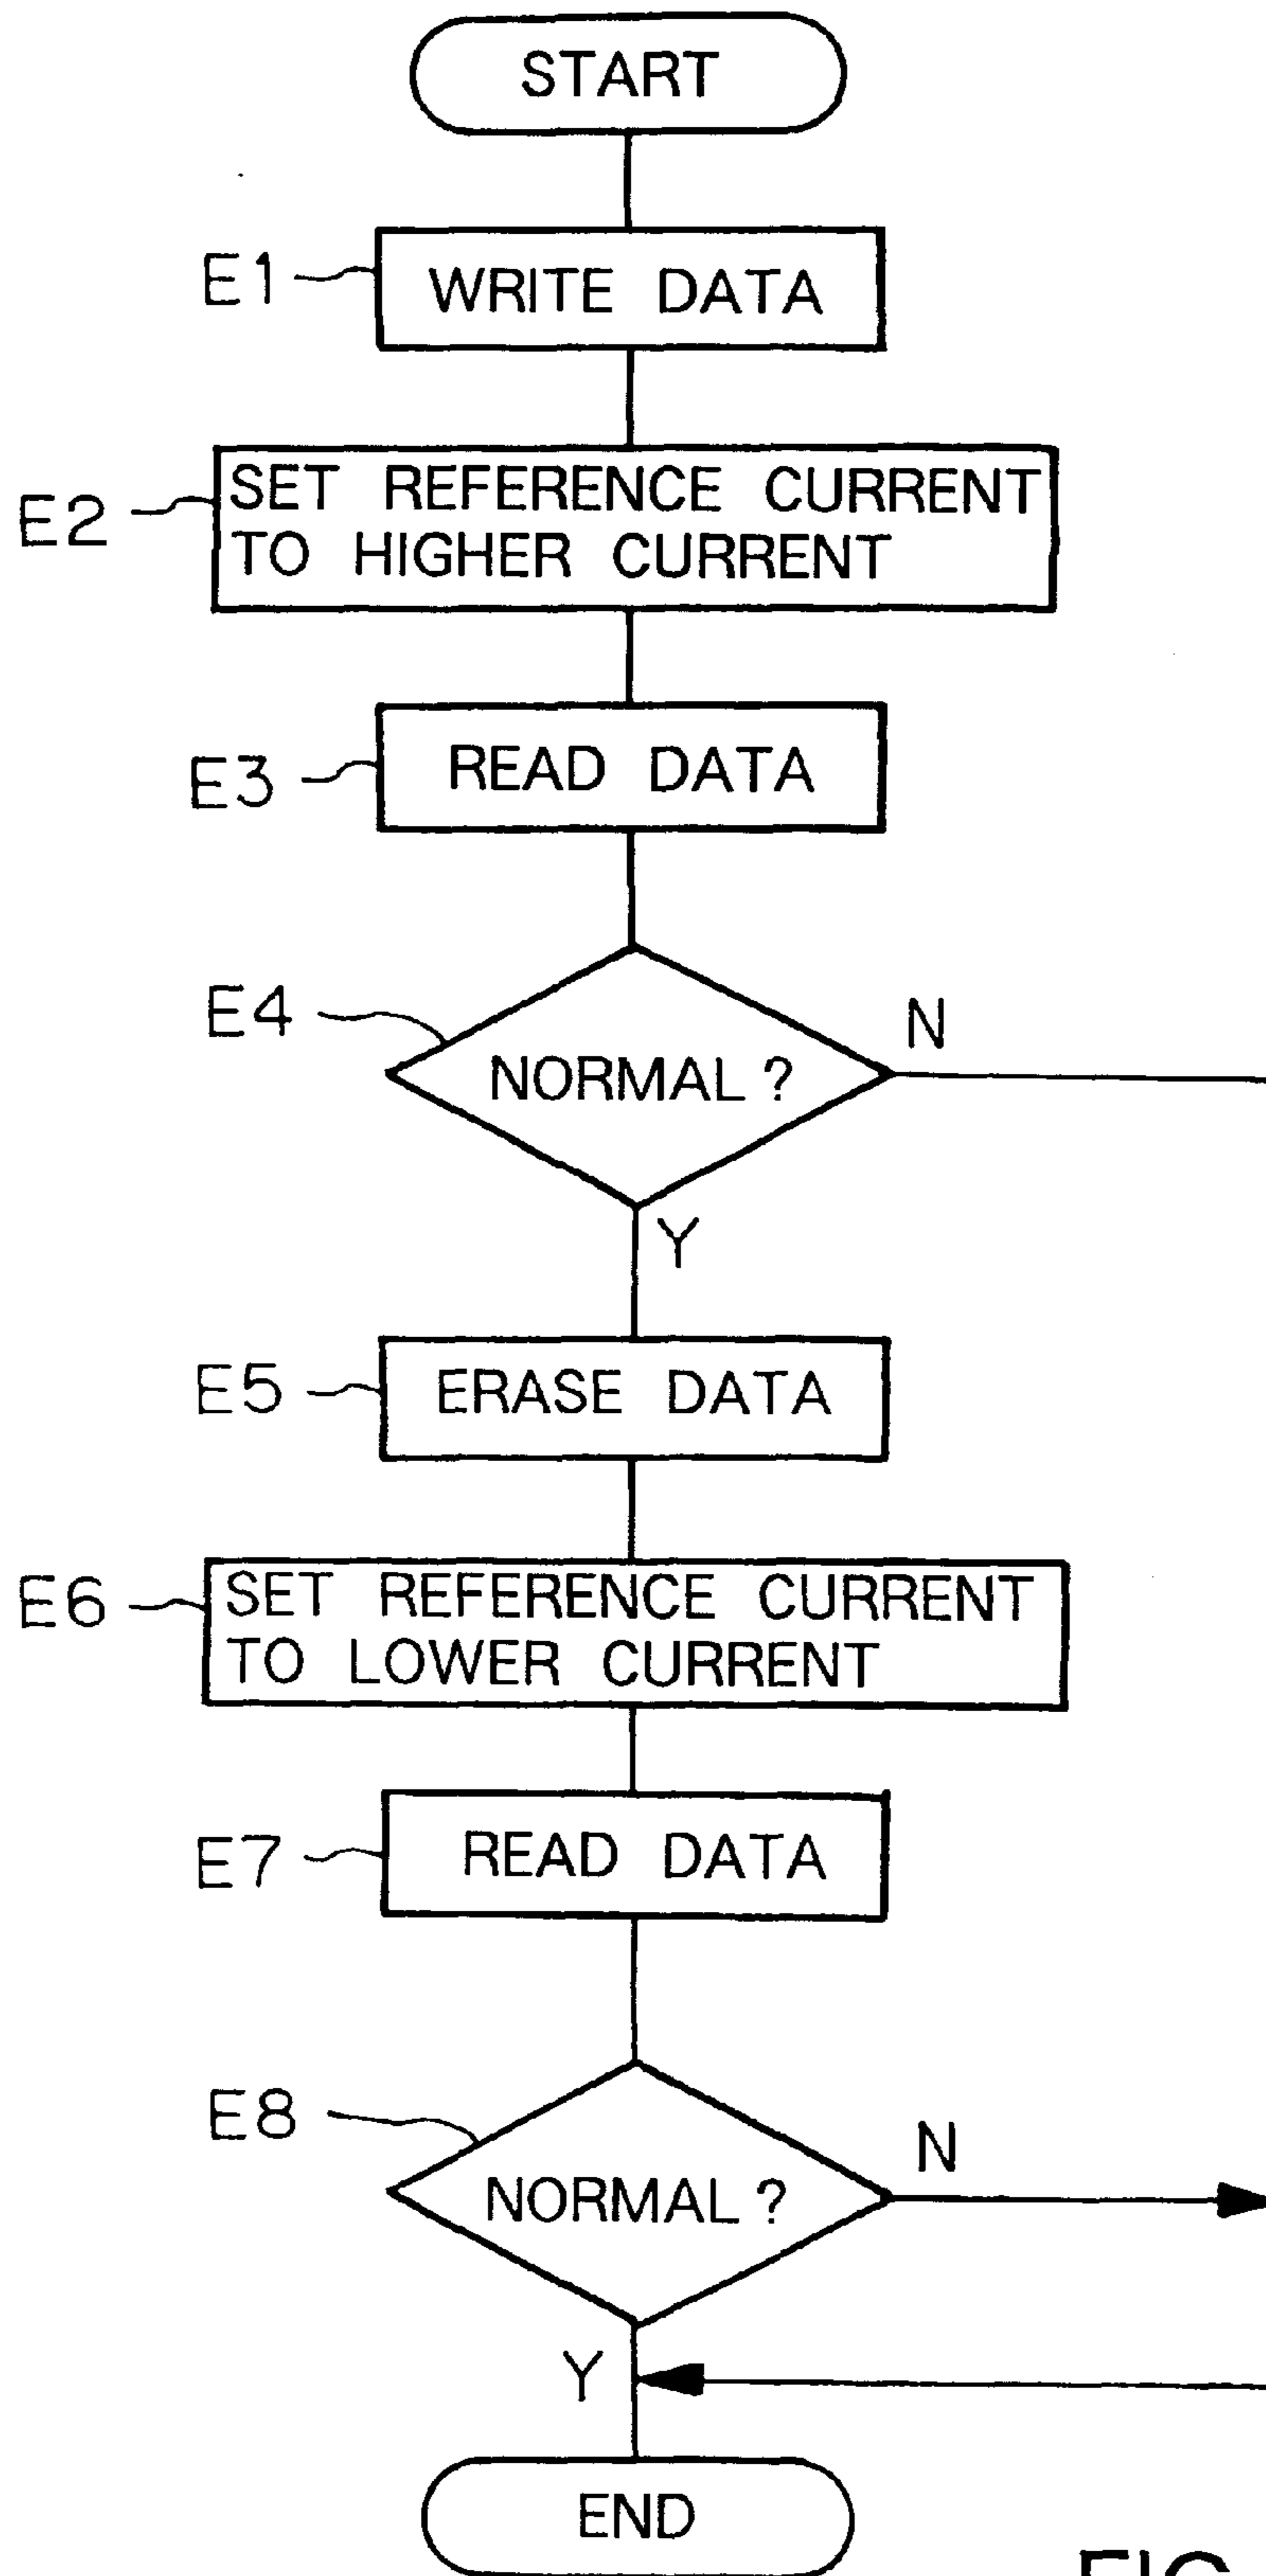 START
E1
WRITE DATA
E2
SET REFERENCE CURRENT
TO HIGHER CURRENT
E3
READ DATA
E4
NORMAL ?
N
Y
E5
ERASE DATA
E6
SET REFERENCE CURRENT
TO LOWER CURRENT
E7
READ DATA
E8
NORMAL ?
N
Y
END
FIG